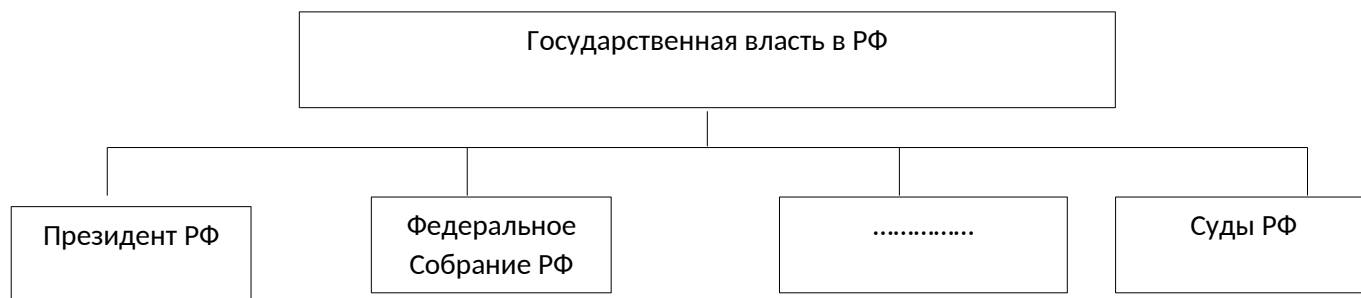 Государственная власть в РФ
Президент РФ
Федеральное
Собрание РФ
……………
Суды РФ